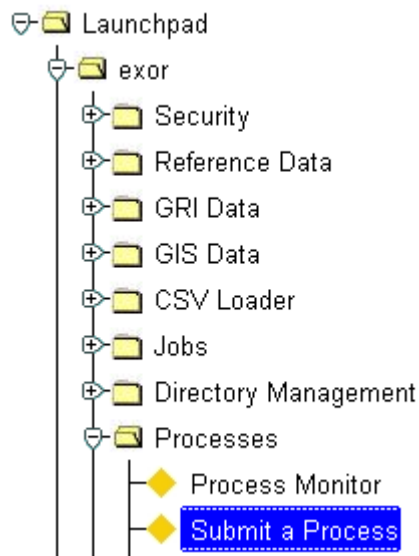 Launchpad
exor
Security
Reference Data
GRI Data
GIS Data
CSV Loader
Jobs
Directory Management
Processes
Process Monitor
Submit a Process